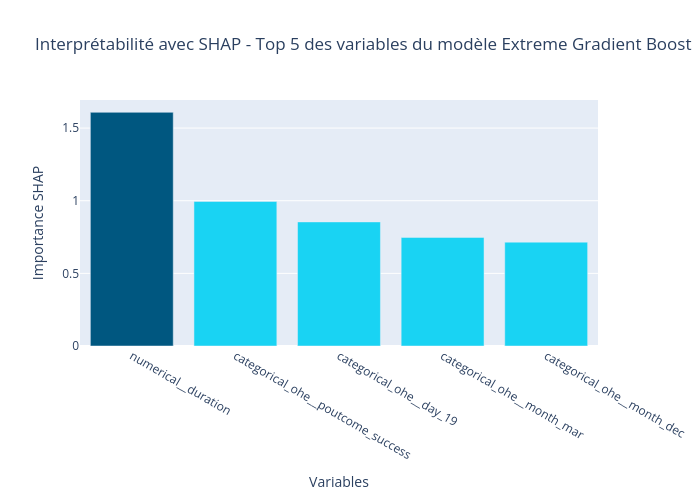 Interprétabilité avec SHAP - Top 5 des variables du modèle Extreme Gradient Boost
Importance SHAP
1.5
1
0.5
0
numerical__duration
categorical_ohe__poutcome_success
categorical_ohe__day_19
categorical_ohe__month_mar
categorical_ohe__month_dec
Variables